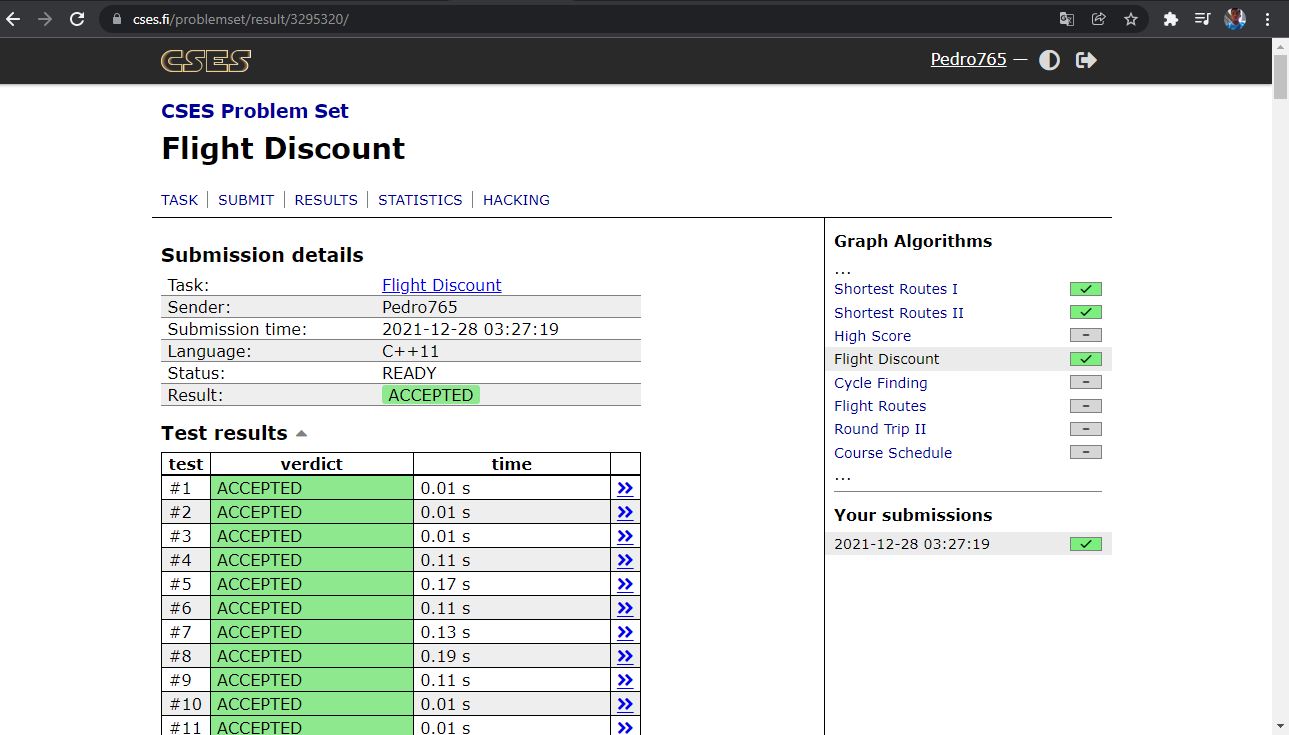 cses.fi/problemset/result/3295320/
CSES
Pedro765 —
CSES Problem Set
Flight Discount
TASK | SUBMIT | RESULTS | STATISTICS | HACKING
Submission details
Task: Flight Discount
Sender: Pedro765
Submission time: 2021-12-28 03:27:19
Language: C++11
Status: READY
Result: ACCEPTED
Test results
test verdict time
#1 ACCEPTED 0.01 s »
#2 ACCEPTED 0.01 s »
#3 ACCEPTED 0.01 s »
#4 ACCEPTED 0.11 s »
#5 ACCEPTED 0.17 s »
#6 ACCEPTED 0.11 s »
#7 ACCEPTED 0.13 s »
#8 ACCEPTED 0.19 s »
#9 ACCEPTED 0.11 s »
#10 ACCEPTED 0.01 s »
#11 ACCEPTED 0.01 s »
Graph Algorithms
...
Shortest Routes I
Shortest Routes II
High Score –
Flight Discount
Cycle Finding –
Flight Routes –
Round Trip II –
Course Schedule –
...
Your submissions
2021-12-28 03:27:19